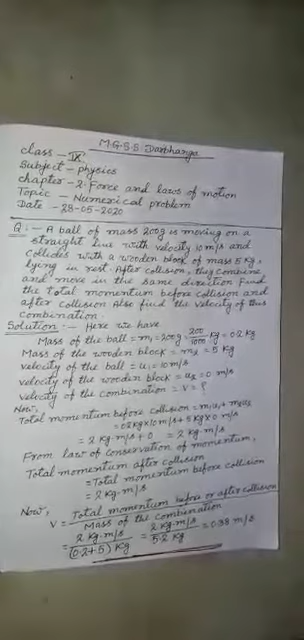 M.G.S.S. Darbhanga
class - IX
Subject - physics
chapter - 2. Force and laws of motion
Topic - Numerical problem
Date - 28-05-2020
Q. - A ball of mass 200g is moving on a
straight line with velocity 10 m/s and
collides with a wooden block of mass 5 kg,
lying in rest. After collision, they combine
and move in the same direction find
the total momentum before collision and
after collision. Also find the velocity of this
combination.
Solution :- Here we have
Mass of the ball = m₁ = 200g = 200/1000 kg = 0.2 kg
Mass of the wooden block = m₂ = 5 kg
velocity of the ball = u₁ = 10 m/s
velocity of the wooden block = u₂ = 0 m/s
velocity of the combination = v = ?
Now,
Total momentum before collision = m₁u₁ + m₂u₂
= 0.2 kg x 10 m/s + 5 kg x 0 m/s
= 2 kg.m/s + 0 = 2 kg.m/s
From law of conservation of momentum,
Total momentum after collision
= Total momentum before collision
= 2 kg.m/s
Now,
V = Total momentum before or after collision / Mass of the combination
= 2 kg.m/s / (0.2+5) kg = 2 kg.m/s / 5.2 kg = 0.38 m/s